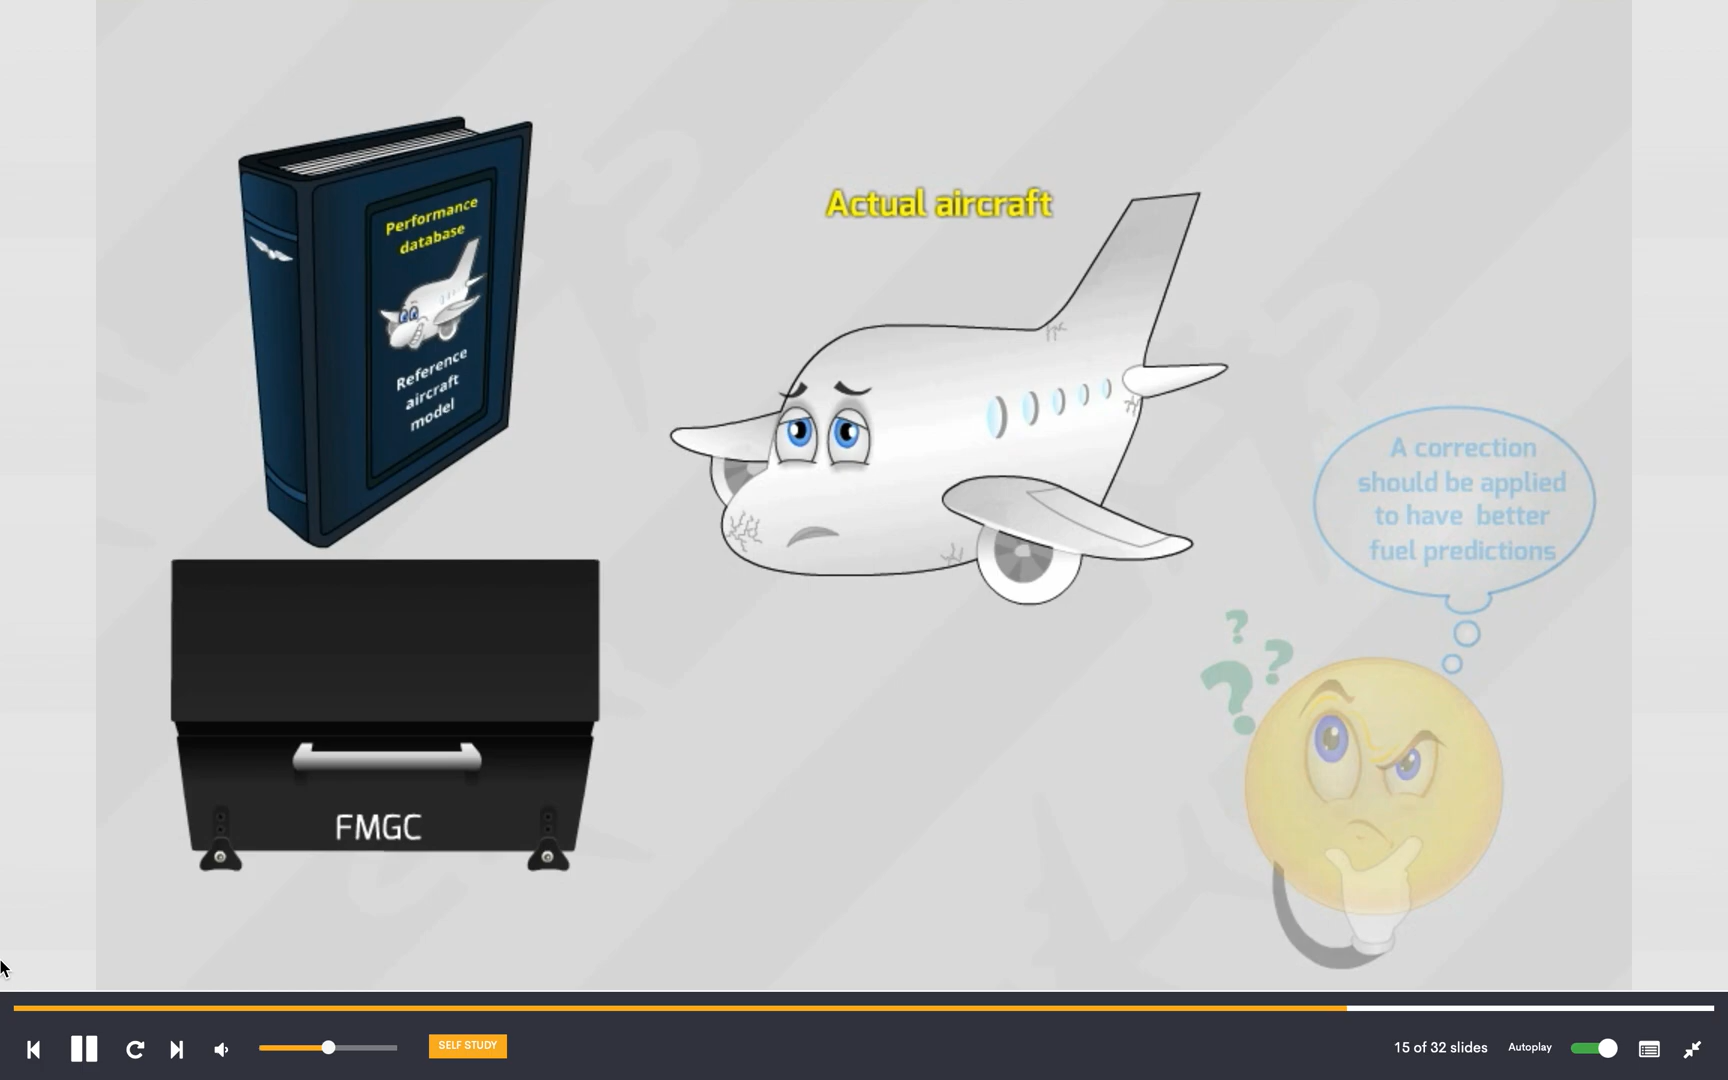 Performance
database
Reference
aircraft
model
Actual aircraft
A correction
should be applied
to have better
fuel predictions
? ? ?
FMGC
SELF STUDY
15 of 32 slides
Autoplay